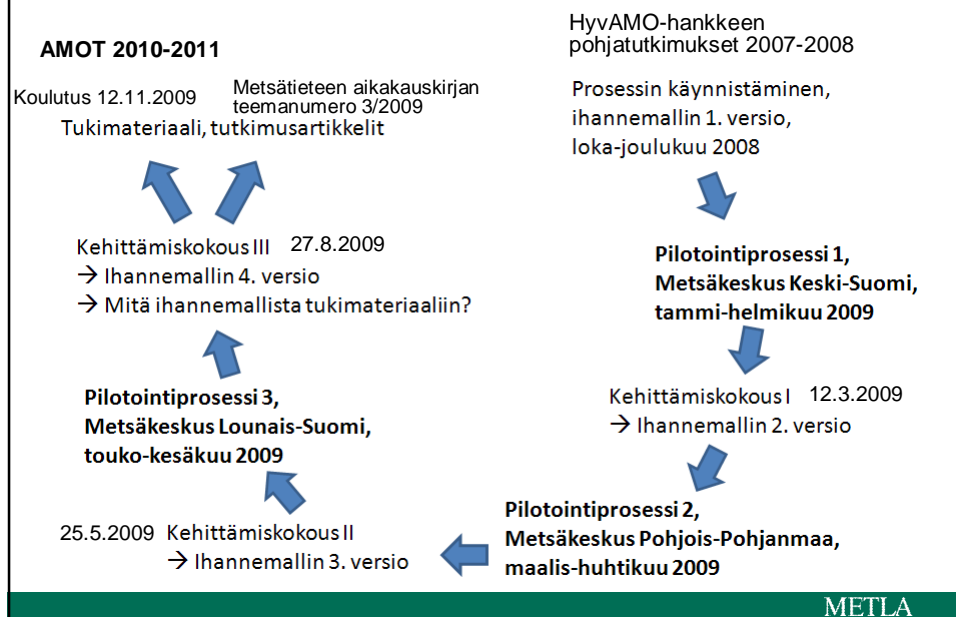 HyvAMO-hankkeen
pohjatutkimukset 2007-2008
Prosessin käynnistäminen,
ihannemallin 1. versio,
loka-joulukuu 2008
Pilotointiprosessi 1,
Metsäkeskus Keski-Suomi,
tammi-helmikuu 2009
Kehittämiskokous I 12.3.2009
→ Ihannemallin 2. versio
Pilotointiprosessi 2,
Metsäkeskus Pohjois-Pohjanmaa,
maalis-huhtikuu 2009
25.5.2009 Kehittämiskokous II
→ Ihannemallin 3. versio
Pilotointiprosessi 3,
Metsäkeskus Lounais-Suomi,
touko-kesäkuu 2009
Kehittämiskokous III 27.8.2009
→ Ihannemallin 4. versio
→ Mitä ihannemallista tukimateriaaliin?
AMOT 2010-2011
Koulutus 12.11.2009
Metsätieteen aikakauskirjan
teemanumero 3/2009
Tukimateriaali, tutkimusartikkelit
METLA